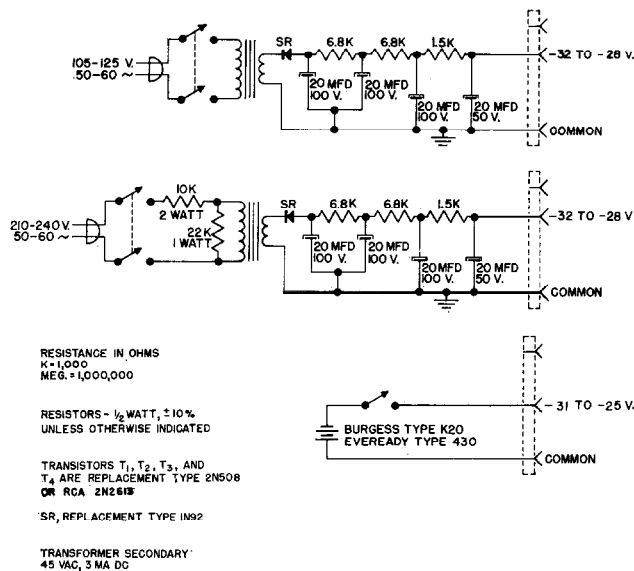 SR 6.8K 6.8K 1.5K
105-125 V.
50-60 ~
20 MFD
100 V.
20 MFD
100 V.
20 MFD
100 V.
20 MFD
50 V.
-32 TO -28 V.
COMMON
10K
2 WATT
22K
1 WATT
210-240 V.
50-60 ~
SR 6.8K 6.8K 1.5K
20 MFD
100 V.
20 MFD
100 V.
20 MFD
100 V.
20 MFD
50 V.
-32 TO -28 V
COMMON
RESISTANCE IN OHMS
K=1,000
MEG.=1,000,000
RESISTORS - 1/2 WATT, ±10%
UNLESS OTHERWISE INDICATED
TRANSISTORS T1, T2, T3, AND
T4 ARE REPLACEMENT TYPE 2N508
OR RCA 2N2613
SR, REPLACEMENT TYPE IN92
TRANSFORMER SECONDARY
45 VAC, 3 MA DC
BURGESS TYPE K20
EVEREADY TYPE 430
-31 TO -25 V.
COMMON